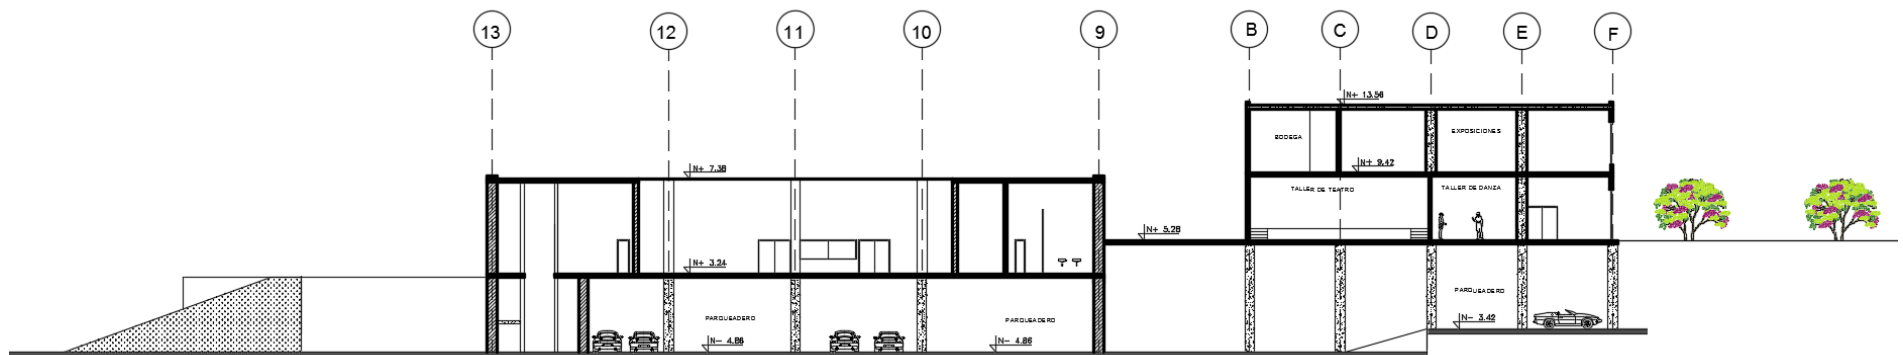 13
12
11
10
9
B
C
D
E
F
N+ 13.56
BODEGA
EXPOSICIONES
N+ 9.42
N+ 7.38
TALLER DE TEATRO
TALLER DE DANZA
N+ 5.28
N+ 3.24
PARQUEADERO
PARQUEADERO
PARQUEADERO
N- 3.42
N- 4.86
N- 4.86